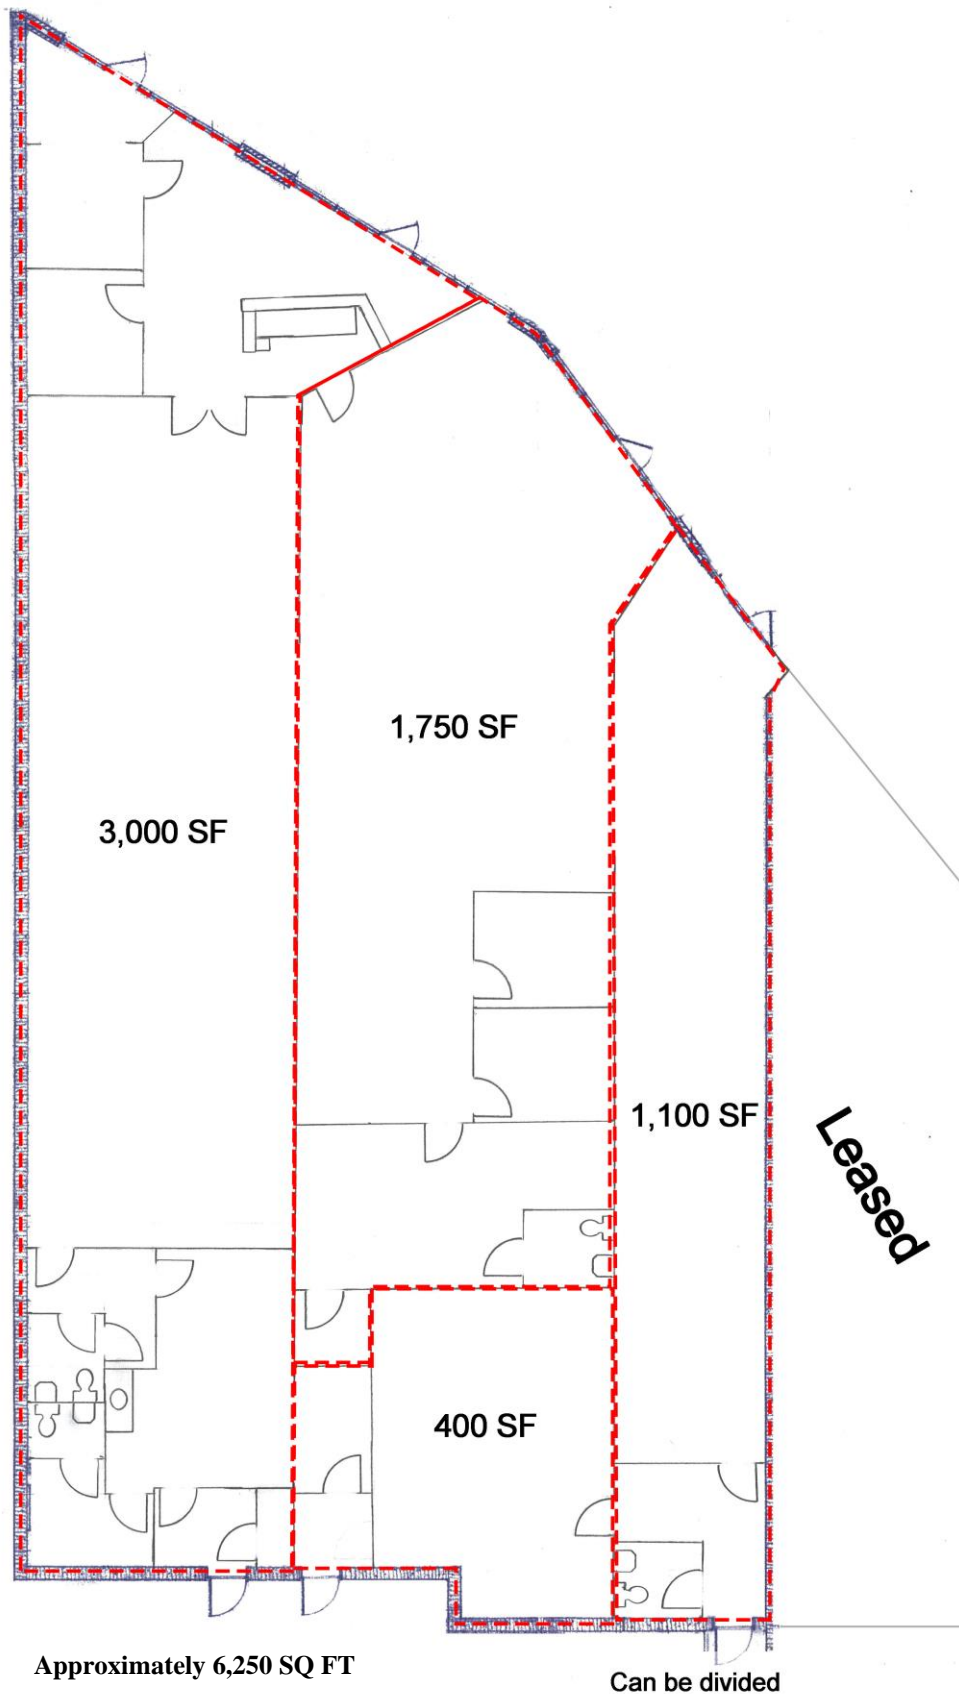 1,750 SF
3,000 SF
1,100 SF
Leased
400 SF
Approximately 6,250 SQ FT
Can be divided